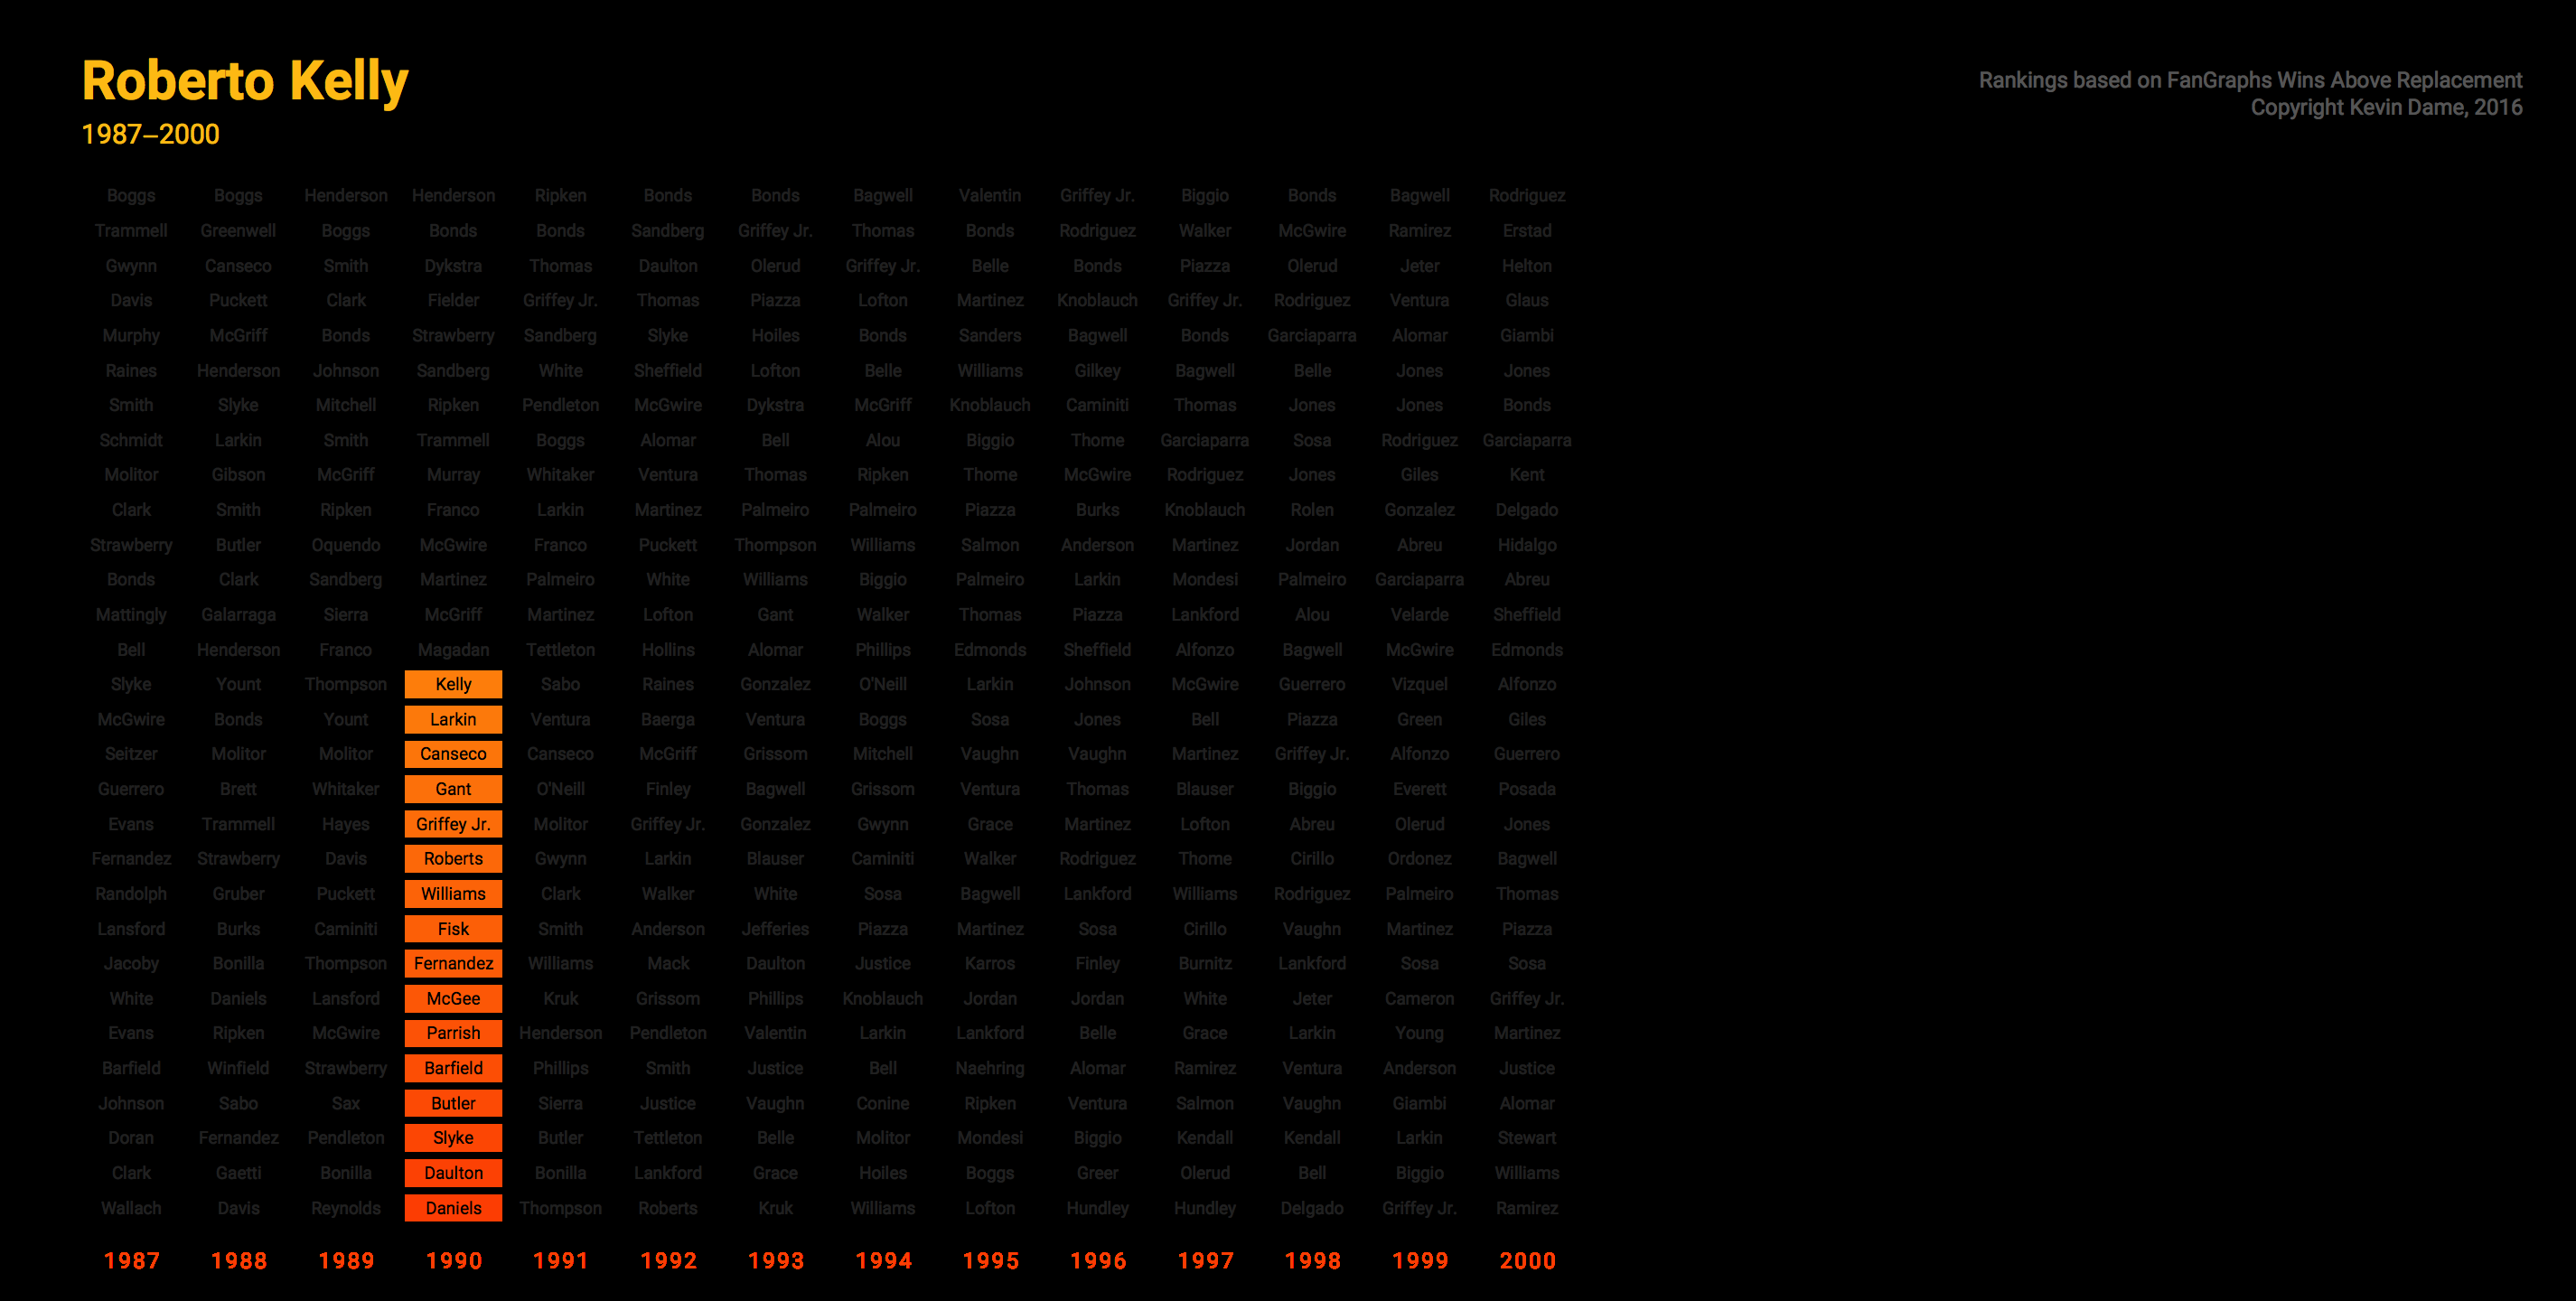 Roberto Kelly
1987–2000
Rankings based on FanGraphs Wins Above Replacement
Copyright Kevin Dame, 2016
Boggs Boggs Henderson Henderson Ripken Bonds Bonds Bagwell Valentin Griffey Jr. Biggio Bonds Bagwell Rodriguez
Trammell Greenwell Boggs Bonds Bonds Sandberg Griffey Jr. Thomas Bonds Rodriguez Walker McGwire Ramirez Erstad
Gwynn Canseco Smith Dykstra Thomas Daulton Olerud Griffey Jr. Belle Bonds Piazza Olerud Jeter Helton
Davis Puckett Clark Fielder Griffey Jr. Thomas Piazza Lofton Martinez Knoblauch Griffey Jr. Rodriguez Ventura Glaus
Murphy McGriff Bonds Strawberry Sandberg Slyke Hoiles Bonds Sanders Bagwell Bonds Garciaparra Alomar Giambi
Raines Henderson Johnson Sandberg White Sheffield Lofton Belle Williams Gilkey Bagwell Belle Jones Jones
Smith Slyke Mitchell Ripken Pendleton McGwire Dykstra McGriff Knoblauch Caminiti Thomas Jones Jones Bonds
Schmidt Larkin Smith Trammell Boggs Alomar Bell Alou Biggio Thome Garciaparra Sosa Rodriguez Garciaparra
Molitor Gibson McGriff Murray Whitaker Ventura Thomas Ripken Thome McGwire Rodriguez Jones Giles Kent
Clark Smith Ripken Franco Larkin Martinez Palmeiro Palmeiro Piazza Burks Knoblauch Rolen Gonzalez Delgado
Strawberry Butler Oquendo McGwire Franco Puckett Thompson Williams Salmon Anderson Martinez Jordan Abreu Hidalgo
Bonds Clark Sandberg Martinez Palmeiro White Williams Biggio Palmeiro Larkin Mondesi Palmeiro Garciaparra Abreu
Mattingly Galarraga Sierra McGriff Martinez Lofton Gant Walker Thomas Piazza Lankford Alou Velarde Sheffield
Bell Henderson Franco Magadan Tettleton Hollins Alomar Phillips Edmonds Sheffield Alfonzo Bagwell McGwire Edmonds
Slyke Yount Thompson Kelly Sabo Raines Gonzalez O'Neill Larkin Johnson McGwire Guerrero Vizquel Alfonzo
McGwire Bonds Yount Larkin Ventura Baerga Ventura Boggs Sosa Jones Bell Piazza Green Giles
Seitzer Molitor Molitor Canseco Canseco McGriff Grissom Mitchell Vaughn Vaughn Martinez Griffey Jr. Alfonzo Guerrero
Guerrero Brett Whitaker Gant O'Neill Finley Bagwell Grissom Ventura Thomas Blauser Biggio Everett Posada
Evans Trammell Hayes Griffey Jr. Molitor Griffey Jr. Gonzalez Gwynn Grace Martinez Lofton Abreu Olerud Jones
Fernandez Strawberry Davis Roberts Gwynn Larkin Blauser Caminiti Walker Rodriguez Thome Cirillo Ordonez Bagwell
Randolph Gruber Puckett Williams Clark Walker White Sosa Bagwell Lankford Williams Rodriguez Palmeiro Thomas
Lansford Burks Caminiti Fisk Smith Anderson Jefferies Piazza Martinez Sosa Cirillo Vaughn Martinez Piazza
Jacoby Bonilla Thompson Fernandez Williams Mack Daulton Justice Karros Finley Burnitz Lankford Sosa Sosa
White Daniels Lansford McGee Kruk Grissom Phillips Knoblauch Jordan Jordan White Jeter Cameron Griffey Jr.
Evans Ripken McGwire Parrish Henderson Pendleton Valentin Larkin Lankford Belle Grace Larkin Young Martinez
Barfield Winfield Strawberry Barfield Phillips Smith Justice Bell Naehring Alomar Ramirez Ventura Anderson Justice
Johnson Sabo Sax Butler Sierra Justice Vaughn Conine Ripken Ventura Salmon Vaughn Giambi Alomar
Doran Fernandez Pendleton Slyke Butler Tettleton Belle Molitor Mondesi Biggio Kendall Kendall Larkin Stewart
Clark Gaetti Bonilla Daulton Bonilla Lankford Grace Hoiles Boggs Greer Olerud Bell Biggio Williams
Wallach Davis Reynolds Daniels Thompson Roberts Kruk Williams Lofton Hundley Hundley Delgado Griffey Jr. Ramirez
1987 1988 1989 1990 1991 1992 1993 1994 1995 1996 1997 1998 1999 2000